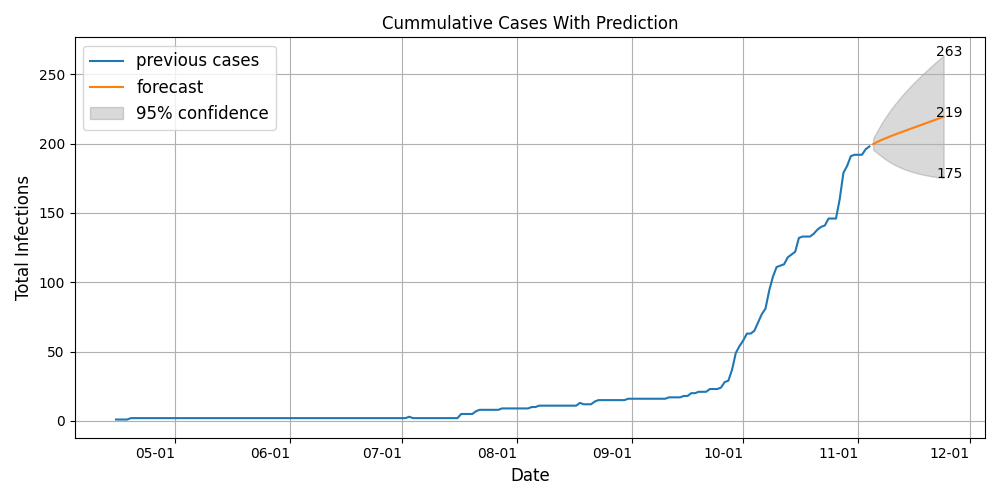 Cummulative Cases With Prediction
previous cases
forecast
95% confidence
263
219
175
Total Infections
250
200
150
100
50
0
05-01 06-01 07-01 08-01 09-01 10-01 11-01 12-01
Date